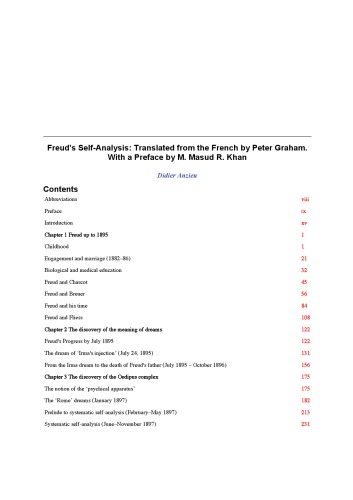 Freud's Self-Analysis: Translated from the French by Peter Graham.
With a Preface by M. Masud R. Khan
Didier Anzieu
Contents
Abbreviations viii
Preface ix
Introduction xv
Chapter 1 Freud up to 1895 1
Childhood 1
Engagement and marriage (1882–86) 21
Biological and medical education 32
Freud and Charcot 45
Freud and Breuer 56
Freud and his time 84
Freud and Fliess 108
Chapter 2 The discovery of the meaning of dreams 122
Freud's Progress by July 1895 122
The dream of ‘Irma's injection’ (July 24, 1895) 131
From the Irma dream to the death of Freud's father (July 1895 – October 1896) 156
Chapter 3 The discovery of the Oedipus complex 175
The notion of the ‘psychical apparatus’ 175
The ‘Rome’ dreams (January 1897) 182
Prelude to systematic self-analysis (February–May 1897) 213
Systematic self-analysis (June–November 1897) 231